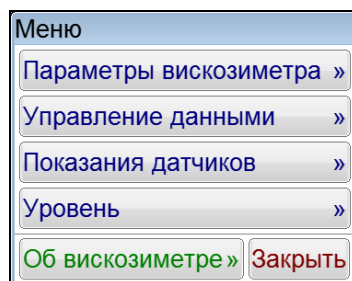 Меню
Параметры вискозиметра »
Управление данными »
Показания датчиков »
Уровень »
Об вискозиметре » Закрыть